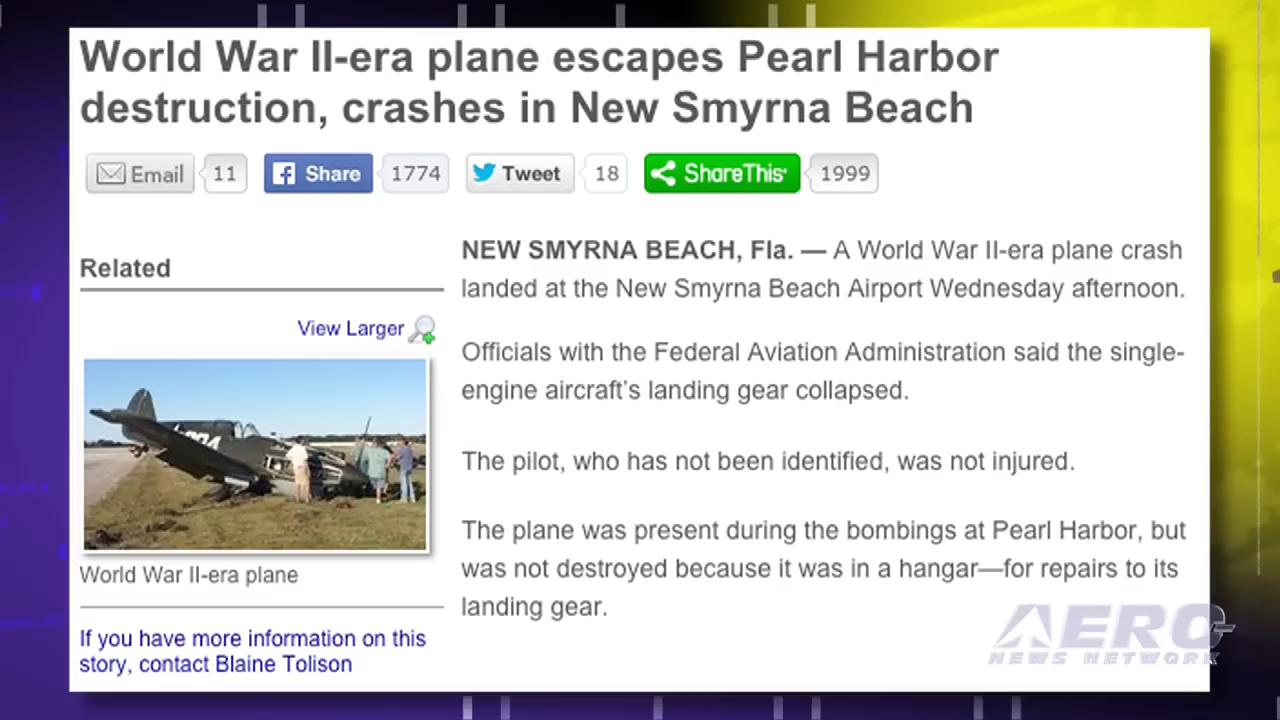 World War II-era plane escapes Pearl Harbor
destruction, crashes in New Smyrna Beach
Email 11 Share 1774 Tweet 18 ShareThis 1999
Related
View Larger
World War II-era plane
If you have more information on this
story, contact Blaine Tolison
NEW SMYRNA BEACH, Fla. — A World War II-era plane crash
landed at the New Smyrna Beach Airport Wednesday afternoon.
Officials with the Federal Aviation Administration said the single-
engine aircraft's landing gear collapsed.
The pilot, who has not been identified, was not injured.
The plane was present during the bombings at Pearl Harbor, but
was not destroyed because it was in a hangar—for repairs to its
landing gear.
AERO
NEWS NETWORK